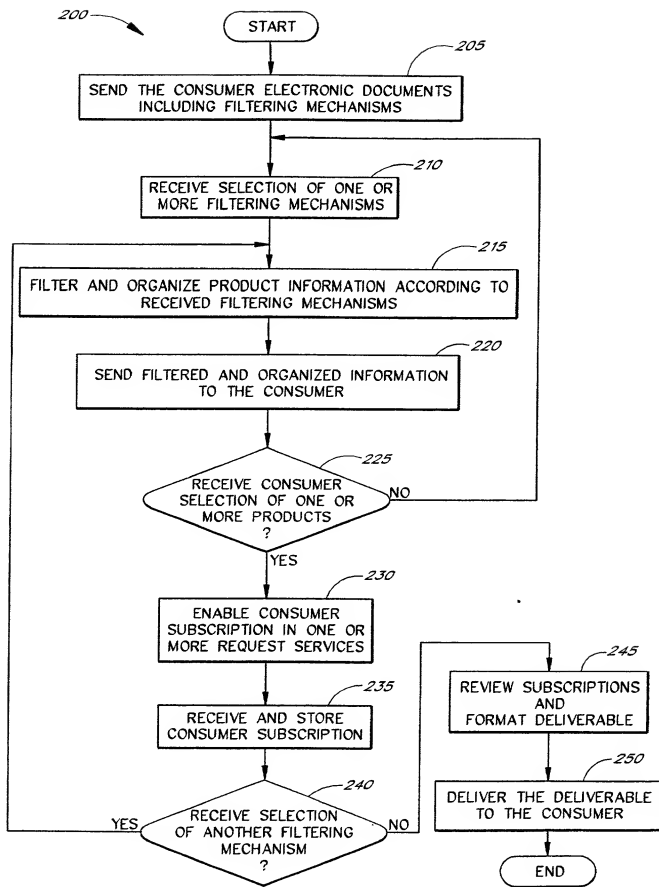 200
START
205
SEND THE CONSUMER ELECTRONIC DOCUMENTS
INCLUDING FILTERING MECHANISMS
210
RECEIVE SELECTION OF ONE OR
MORE FILTERING MECHANISMS
215
FILTER AND ORGANIZE PRODUCT INFORMATION ACCORDING TO
RECEIVED FILTERING MECHANISMS
220
SEND FILTERED AND ORGANIZED INFORMATION
TO THE CONSUMER
225
RECEIVE CONSUMER
SELECTION OF ONE OR
MORE PRODUCTS
?
NO
YES
230
ENABLE CONSUMER
SUBSCRIPTION IN ONE OR
MORE REQUEST SERVICES
235
RECEIVE AND STORE
CONSUMER SUBSCRIPTION
240
RECEIVE SELECTION
OF ANOTHER FILTERING
MECHANISM
?
YES
NO
245
REVIEW SUBSCRIPTIONS
AND
FORMAT DELIVERABLE
250
DELIVER THE DELIVERABLE
TO THE CONSUMER
END